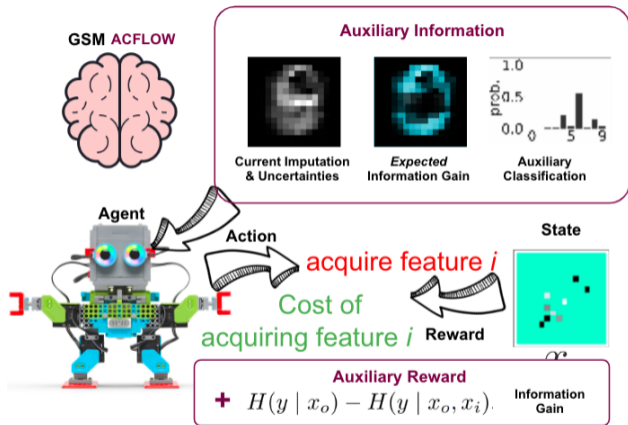 GSM ACFLOW
Auxiliary Information
1.0
0.5
0.0
prob.
0 5 9
Current Imputation
& Uncertainties
Expected
Information Gain
Auxiliary
Classification
Agent
Action
State
acquire feature i
Cost of
acquiring feature i
Reward
Auxiliary Reward
+ H(y | x_o) − H(y | x_o, x_i).
Information
Gain